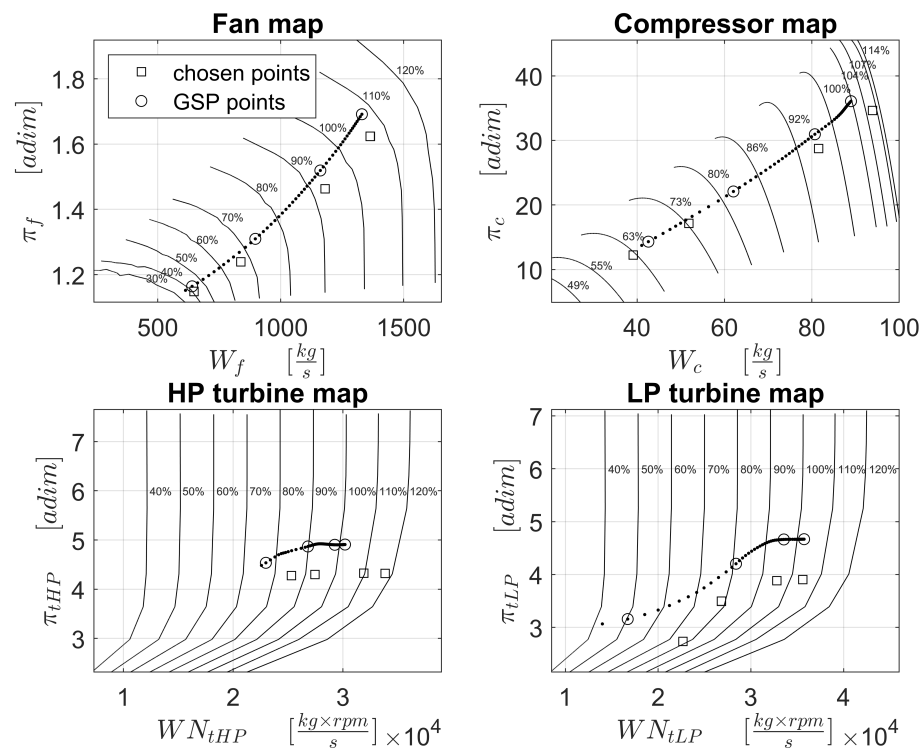 Fan map
1.8
1.6
1.4
1.2
π_f [adim]
chosen points
GSP points
120%
110%
100%
90%
80%
70%
60%
50%
40%
30%
500 1000 1500
W_f [kg/s]
Compressor map
40
30
20
10
π_c [adim]
114%
107%
104%
100%
92%
86%
80%
73%
63%
55%
49%
40 60 80 100
W_c [kg/s]
HP turbine map
7
6
5
4
3
π_tHP [adim]
40% 50% 60% 70% 80% 90% 100% 110% 120%
1 2 3
WN_tHP [kg×rpm/s] ×10⁴
LP turbine map
7
6
5
4
3
π_tLP [adim]
40% 50% 60% 70% 80% 90% 100% 110% 120%
1 2 3 4
WN_tLP [kg×rpm/s] ×10⁴